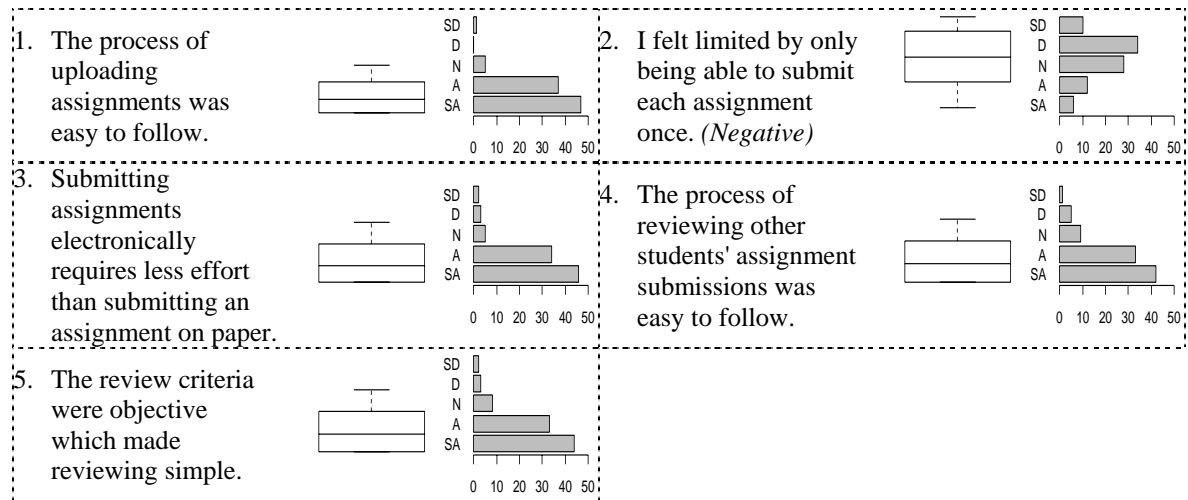 1. The process of
uploading
assignments was
easy to follow.
SD
D
N
A
SA
0 10 20 30 40 50
2. I felt limited by only
being able to submit
each assignment
once. (Negative)
SD
D
N
A
SA
0 10 20 30 40 50
3. Submitting
assignments
electronically
requires less effort
than submitting an
assignment on paper.
SD
D
N
A
SA
0 10 20 30 40 50
4. The process of
reviewing other
students' assignment
submissions was
easy to follow.
SD
D
N
A
SA
0 10 20 30 40 50
5. The review criteria
were objective
which made
reviewing simple.
SD
D
N
A
SA
0 10 20 30 40 50